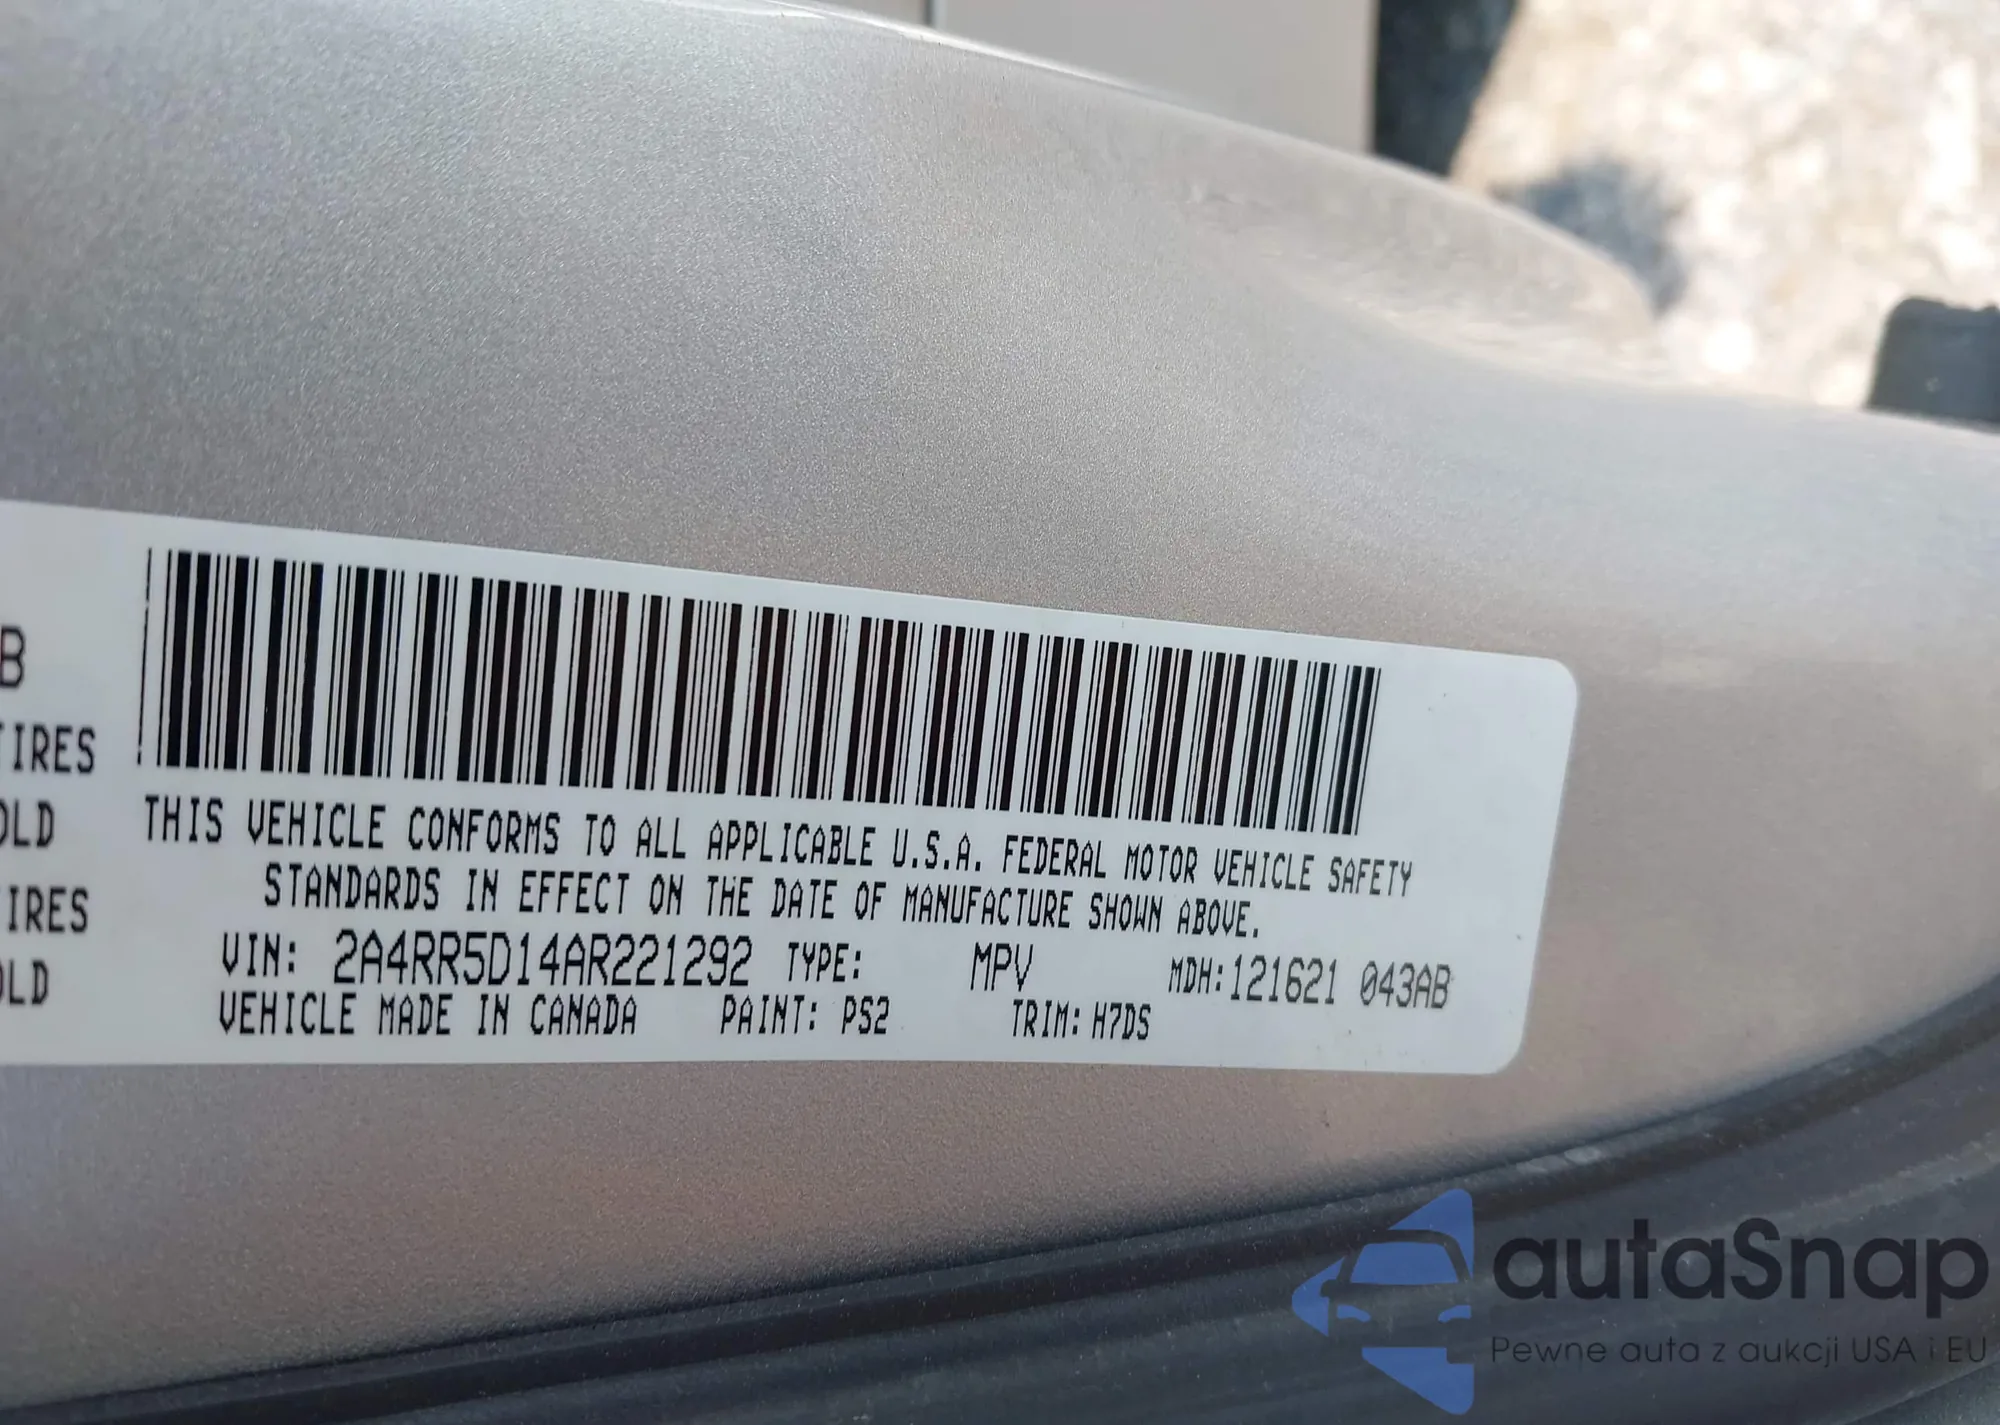 B
TIRES
OLD
TIRES
OLD
THIS VEHICLE CONFORMS TO ALL APPLICABLE U.S.A. FEDERAL MOTOR VEHICLE SAFETY
STANDARDS IN EFFECT ON THE DATE OF MANUFACTURE SHOWN ABOVE.
VIN: 2A4RR5D14AR221292 TYPE: MPV MDH:121621 043AB
VEHICLE MADE IN CANADA PAINT: PS2 TRIM: H7DS
autaSnap
Pewne auta z aukcji USA i EU